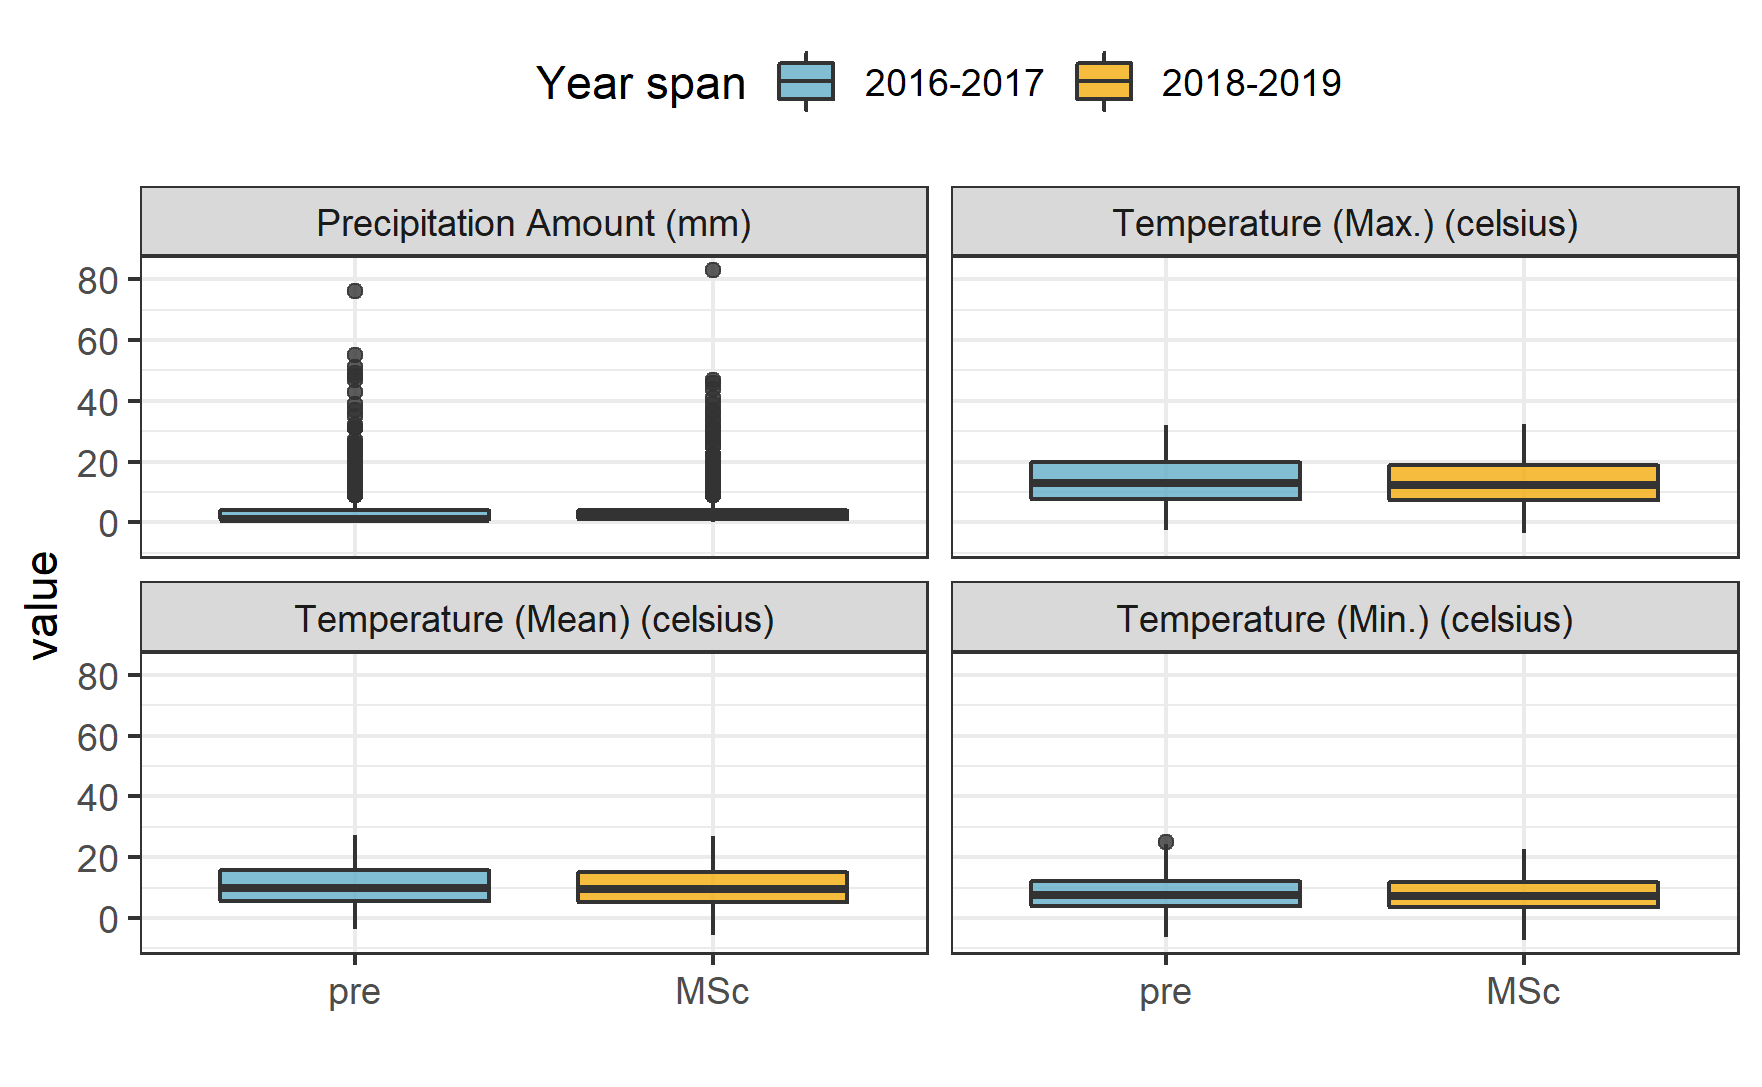 Year span 2016-2017 2018-2019
Precipitation Amount (mm) Temperature (Max.) (celsius)
80
60
40
20
0
value
Temperature (Mean) (celsius) Temperature (Min.) (celsius)
80
60
40
20
0
pre MSc pre MSc